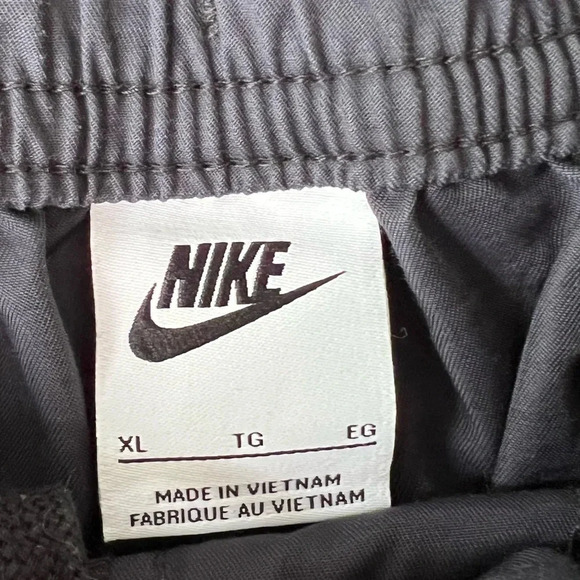 NIKE
XL TG EG
MADE IN VIETNAM
FABRIQUE AU VIETNAM